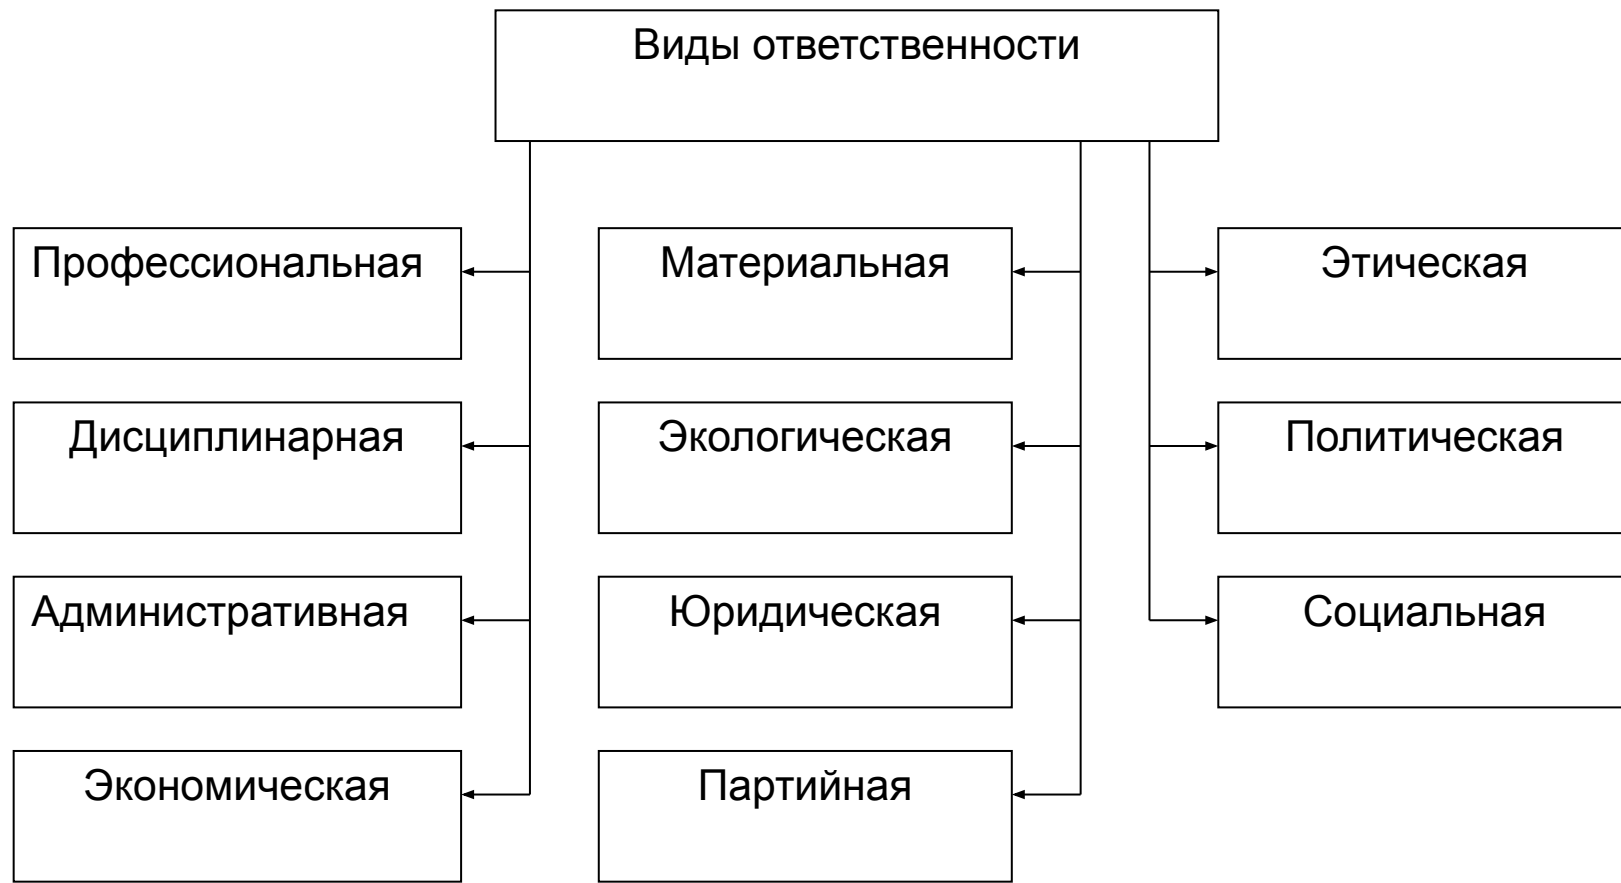 Виды ответственности
Профессиональная
Материальная
Этическая
Дисциплинарная
Экологическая
Политическая
Административная
Юридическая
Социальная
Экономическая
Партийная